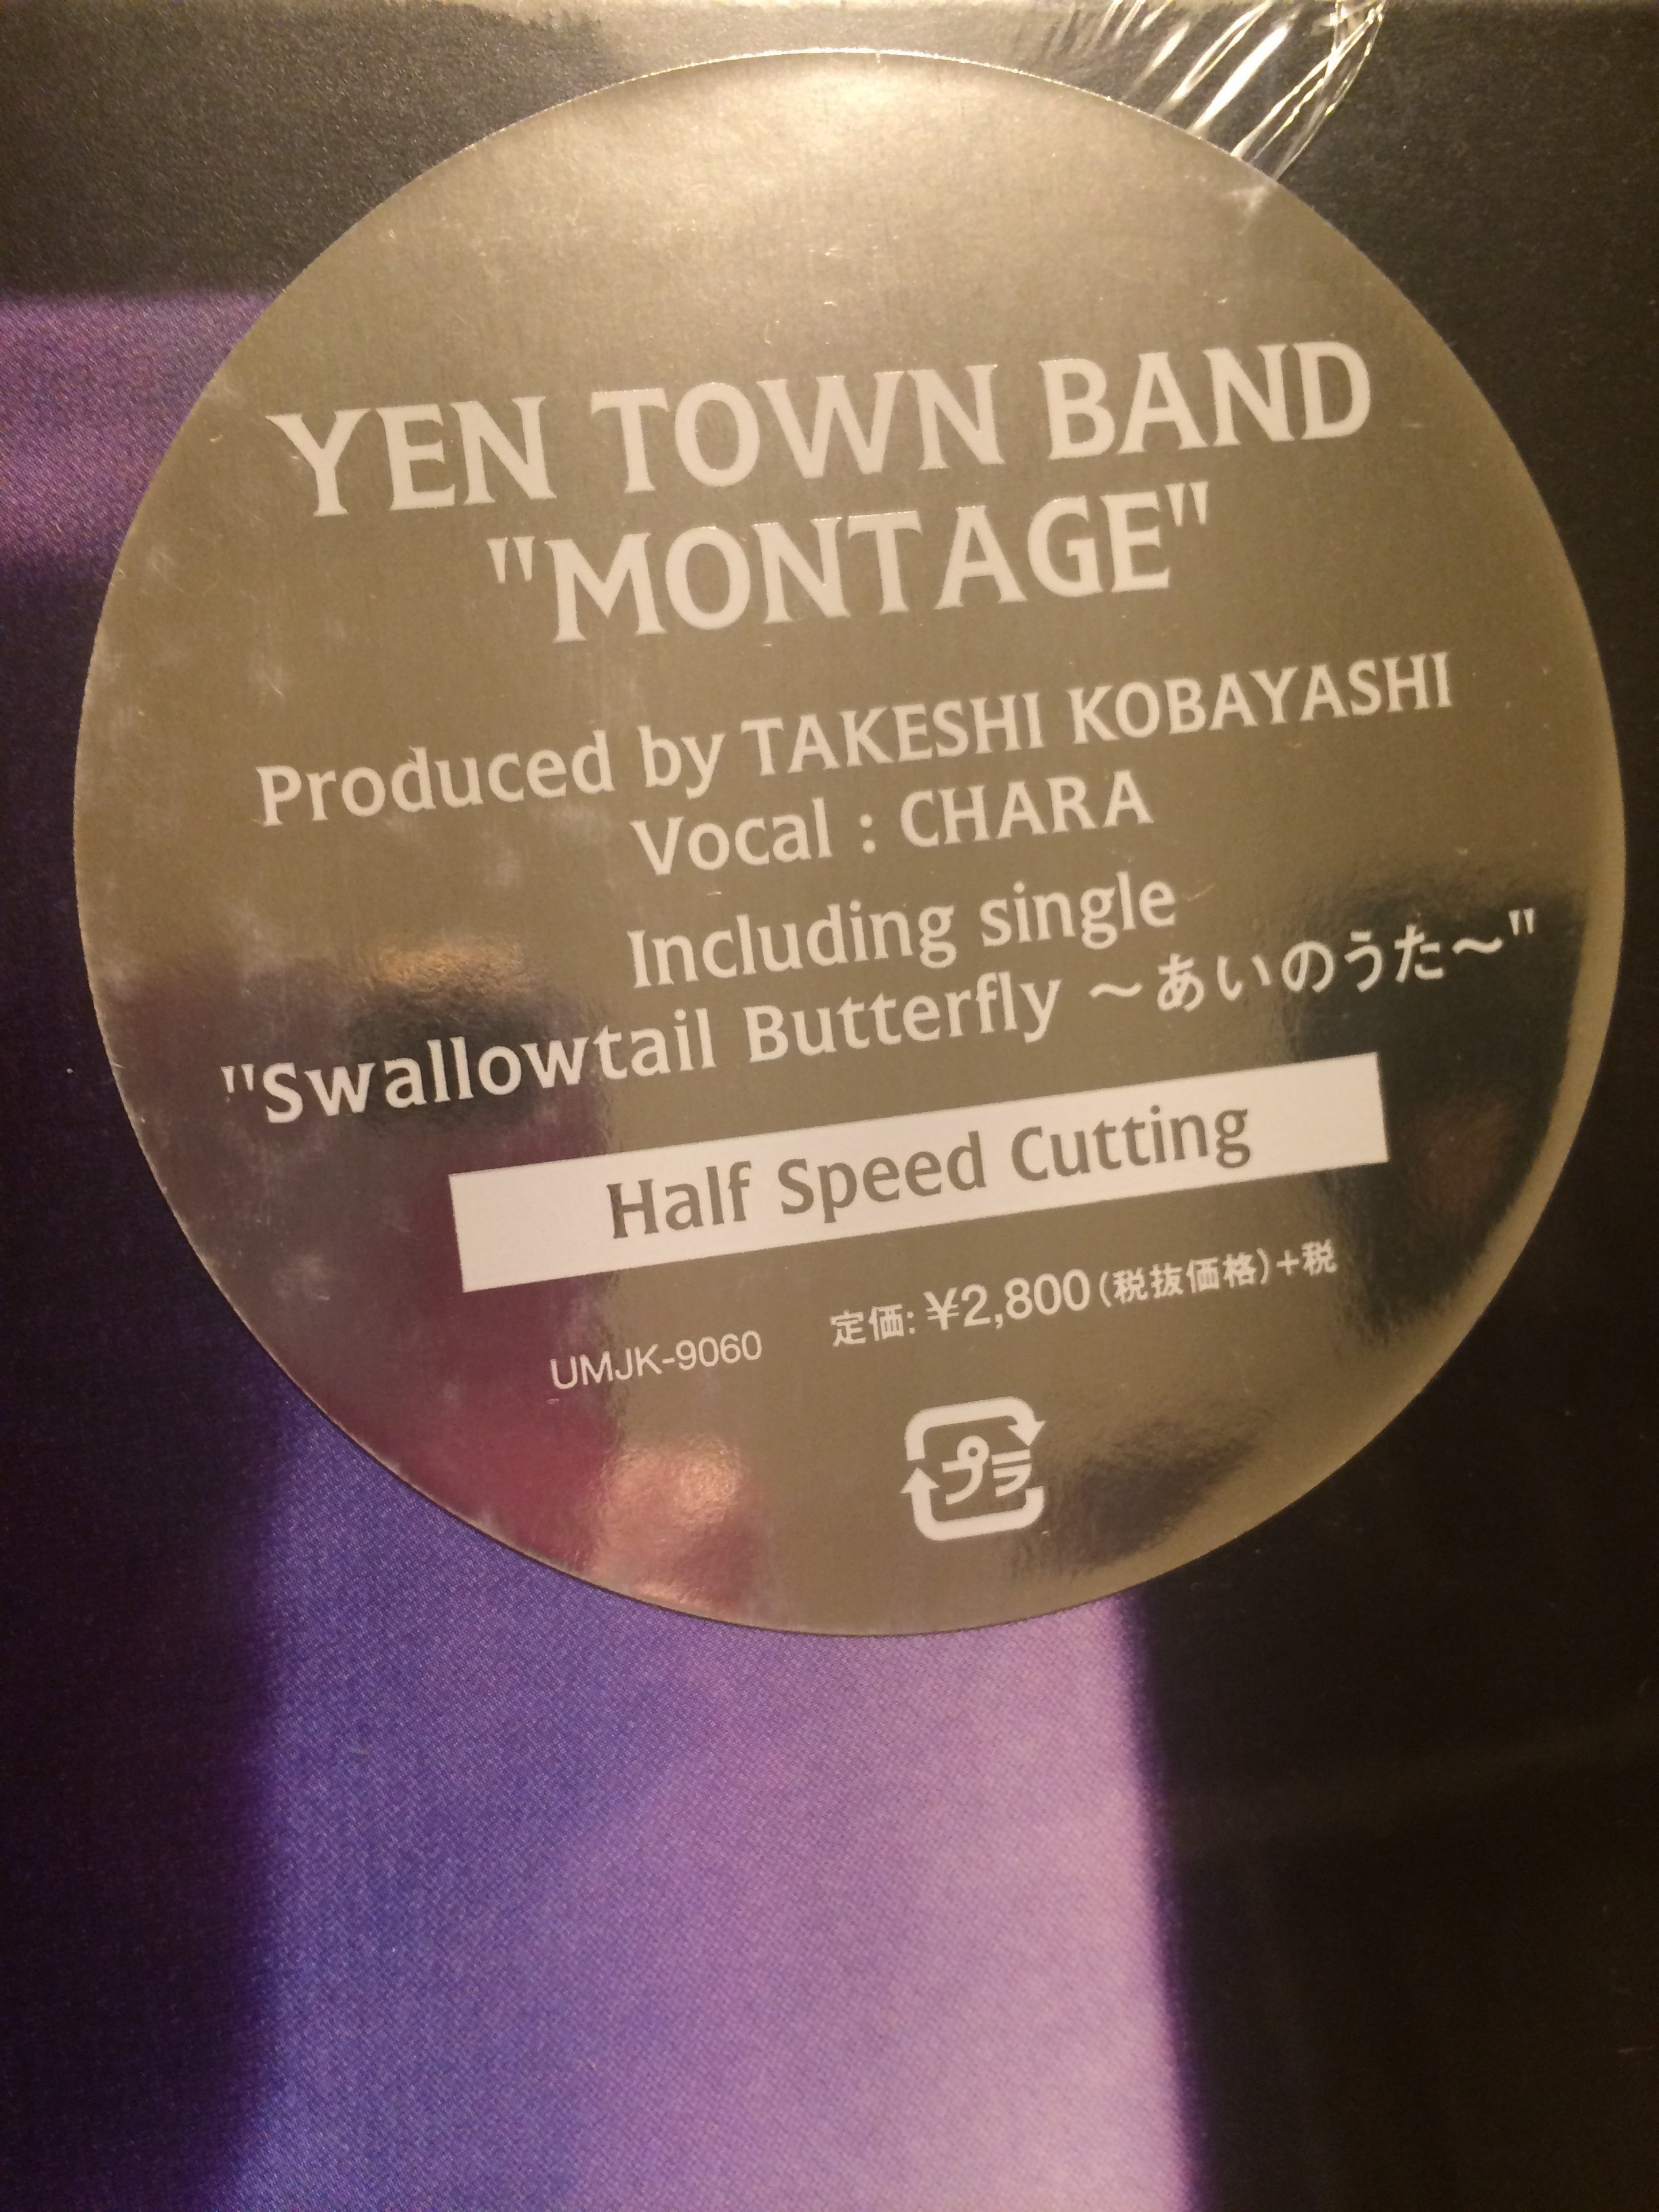 YEN TOWN BAND
"MONTAGE"
Produced by TAKESHI KOBAYASHI
Vocal : CHARA
Including single
"Swallowtail Butterfly ～あいのうた～"
Half Speed Cutting
UMJK-9060 定価: ¥2,800(税抜価格)+税
プラ